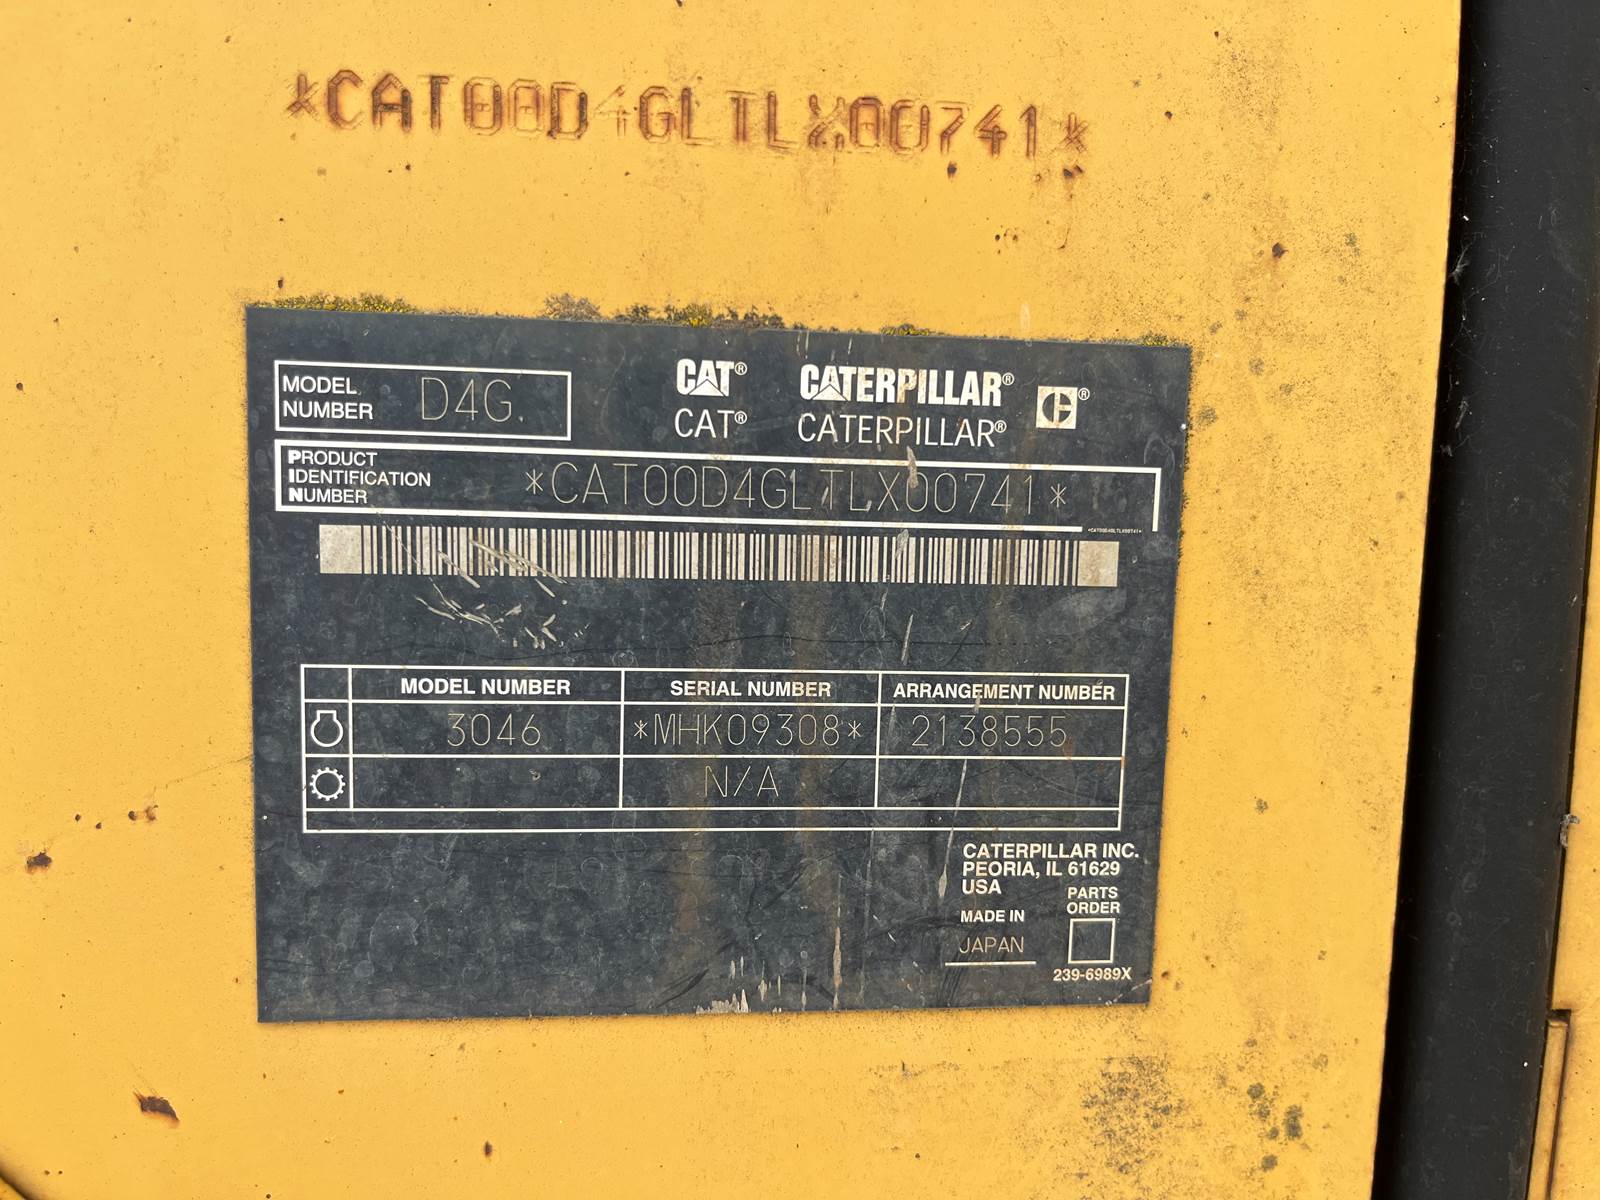 *CAT00D4GLTLX00741*
MODEL NUMBER D4G
CAT® CATERPILLAR® ®
CAT® CATERPILLAR®
PRODUCT IDENTIFICATION NUMBER *CAT00D4GLTLX00741*
*CAT00D4GLTLX00741*
MODEL NUMBER SERIAL NUMBER ARRANGEMENT NUMBER
3046 *MHK09308* 2138555
N/A
CATERPILLAR INC.
PEORIA, IL 61629
USA
PARTS ORDER
MADE IN
JAPAN
239-6989X